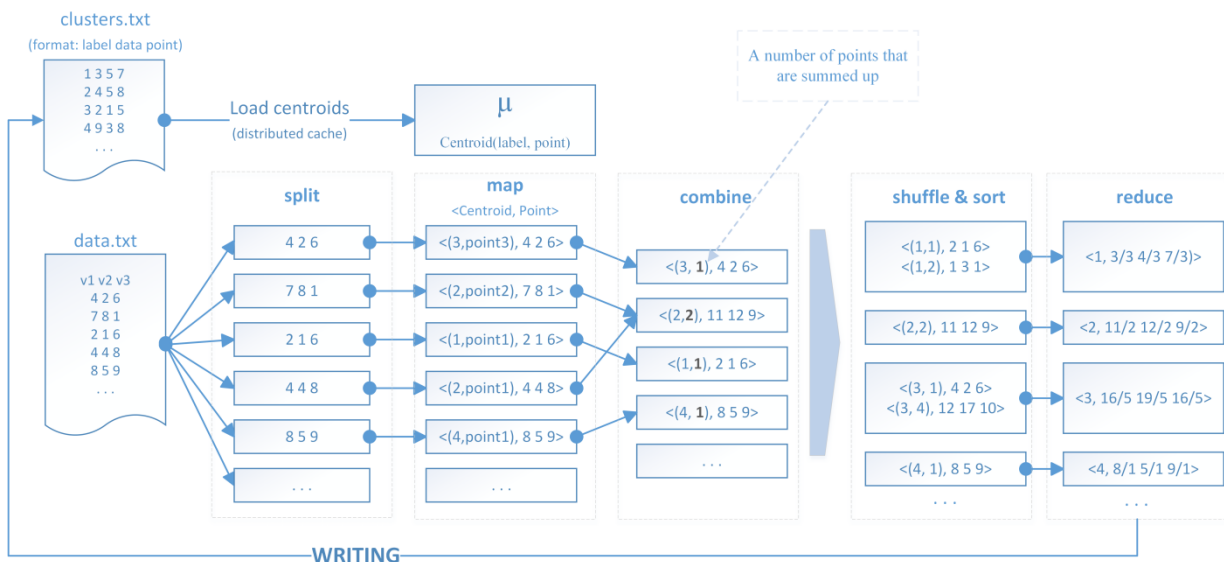 clusters.txt
(format: label data point)
1 3 5 7
2 4 5 8
3 2 1 5
4 9 3 8
. . .
Load centroids
(distributed cache)
μ
Centroid(label, point)
A number of points that
are summed up
data.txt
v1 v2 v3
4 2 6
7 8 1
2 1 6
4 4 8
8 5 9
. . .
split
4 2 6
7 8 1
2 1 6
4 4 8
8 5 9
. . .
map
<Centroid, Point>
<(3,point3), 4 2 6>
<(2,point2), 7 8 1>
<(1,point1), 2 1 6>
<(2,point1), 4 4 8>
<(4,point1), 8 5 9>
. . .
combine
<(3, 1), 4 2 6>
<(2,2), 11 12 9>
<(1,1), 2 1 6>
<(4, 1), 8 5 9>
. . .
shuffle & sort
<(1,1), 2 1 6>
<(1,2), 1 3 1>
<(2,2), 11 12 9>
<(3, 1), 4 2 6>
<(3, 4), 12 17 10>
<(4, 1), 8 5 9>
. . .
reduce
<1, 3/3 4/3 7/3)>
<2, 11/2 12/2 9/2>
<3, 16/5 19/5 16/5>
<4, 8/1 5/1 9/1>
. . .
WRITING